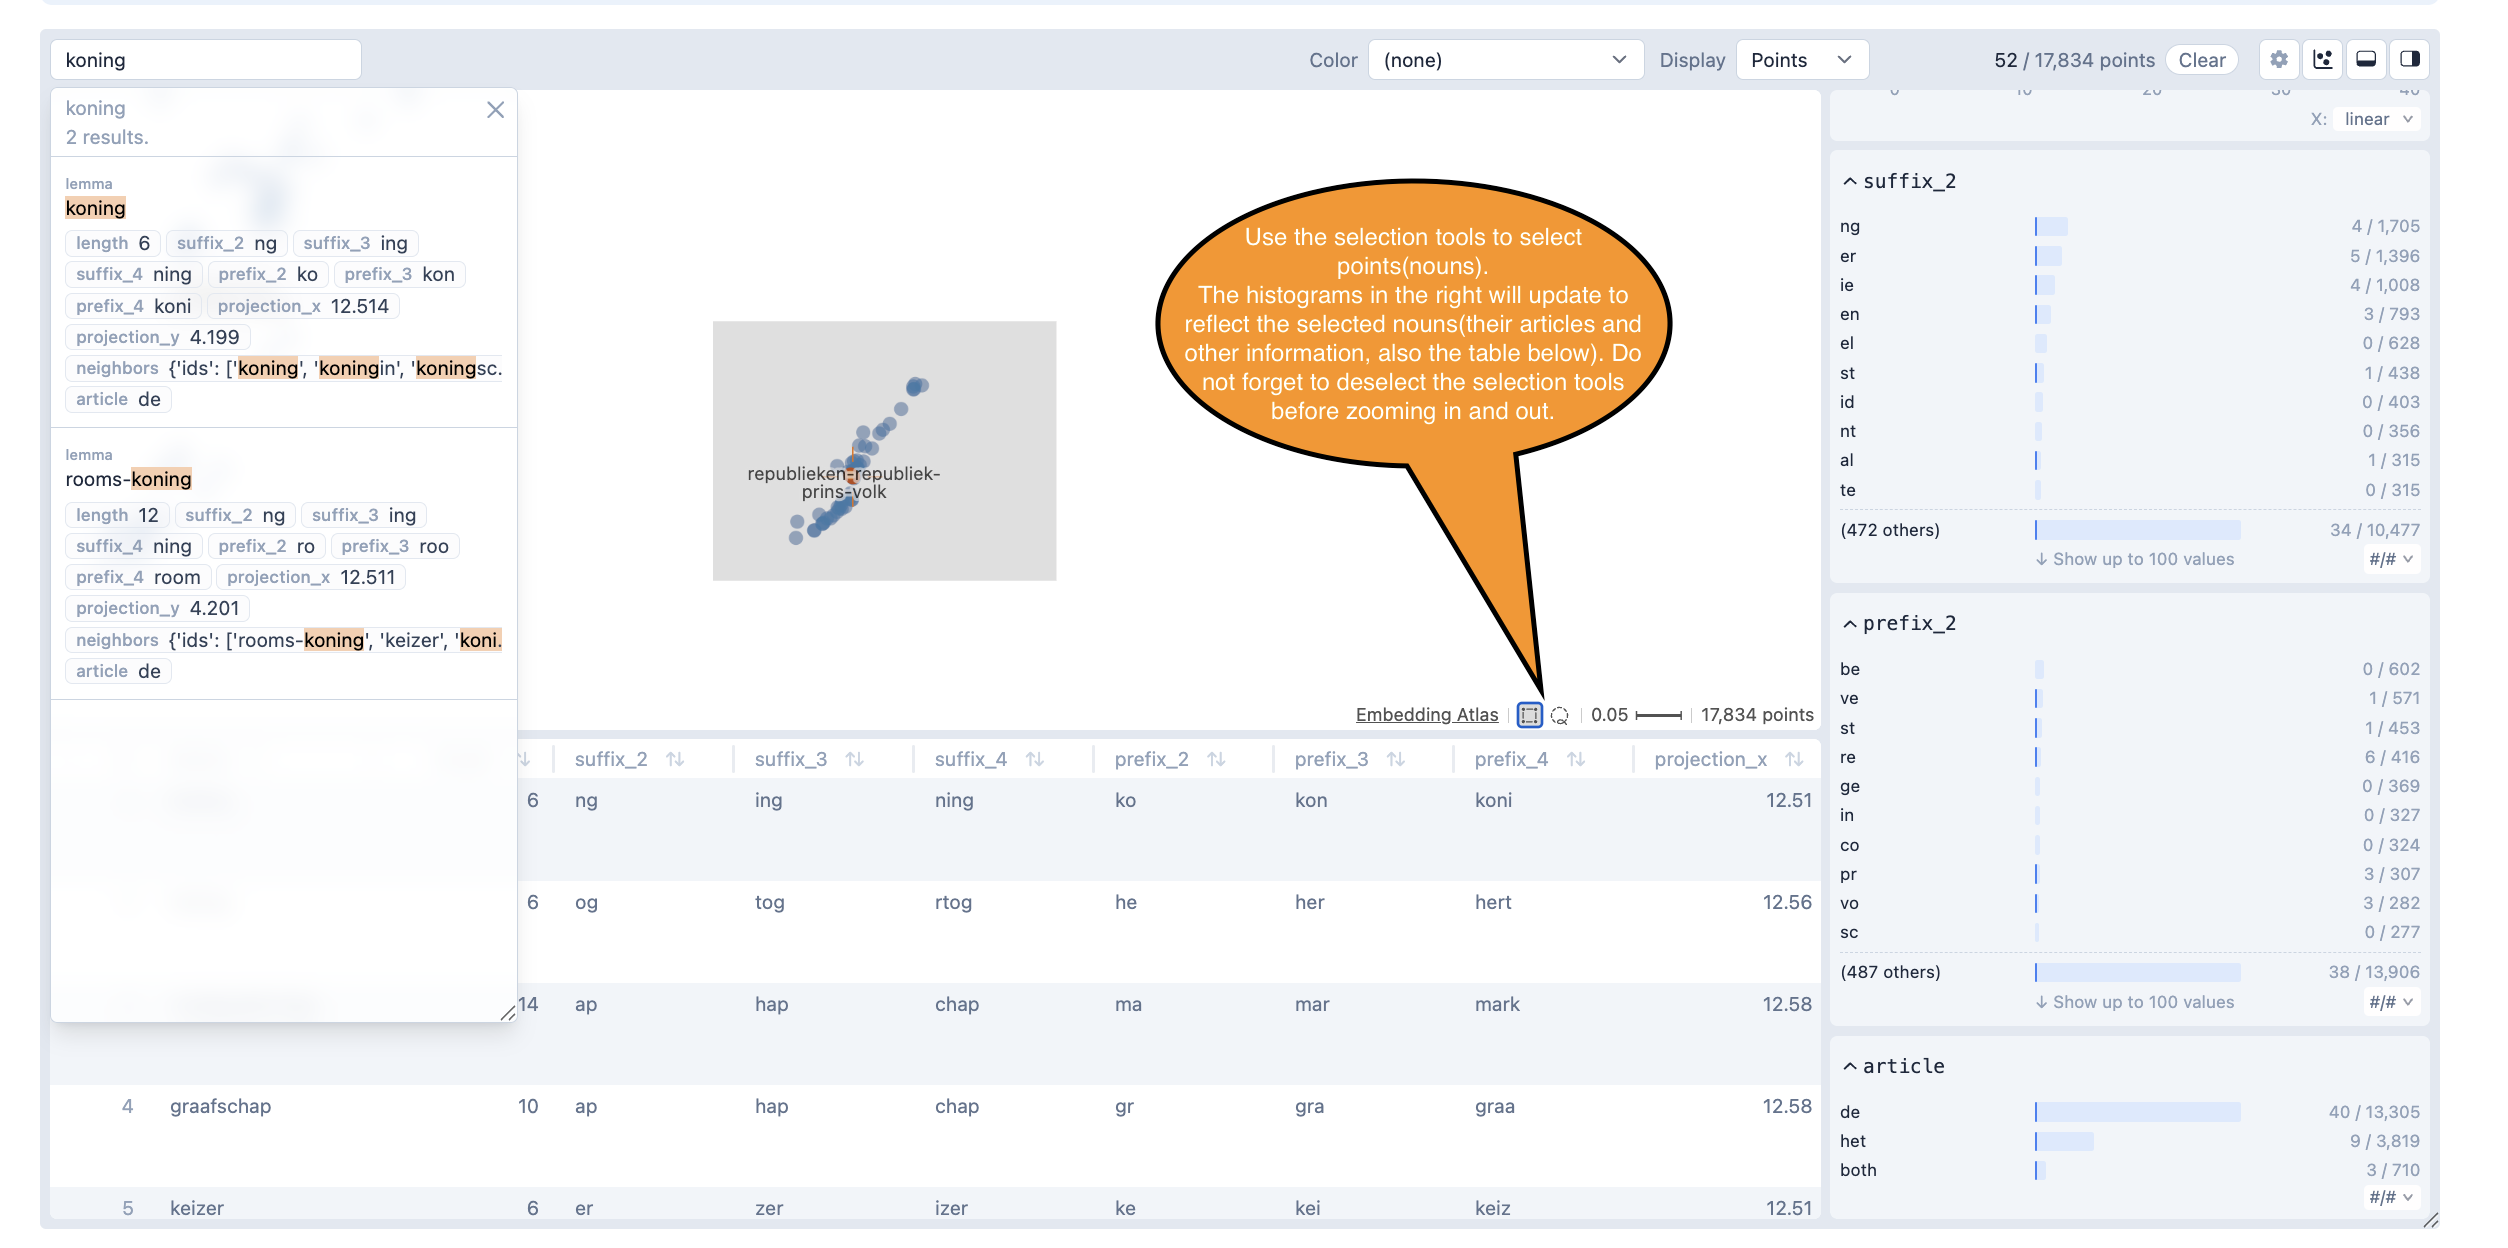 koning
Color (none) Display Points 52 / 17,834 points Clear
koning
2 results.
lemma
koning
length 6 suffix_2 ng suffix_3 ing
suffix_4 ning prefix_2 ko prefix_3 kon
prefix_4 koni projection_x 12.514
projection_y 4.199
neighbors {'ids': ['koning', 'koningin', 'koningsc.
article de
lemma
rooms-koning
length 12 suffix_2 ng suffix_3 ing
suffix_4 ning prefix_2 ro prefix_3 roo
prefix_4 room projection_x 12.511
projection_y 4.201
neighbors {'ids': ['rooms-koning', 'keizer', 'koni.
article de
republieken-republiek-
prins-volk
Use the selection tools to select
points(nouns).
The histograms in the right will update to
reflect the selected nouns(their articles and
other information, also the table below). Do
not forget to deselect the selection tools
before zooming in and out.
Embedding Atlas 0.05 17,834 points
suffix_2 suffix_3 suffix_4 prefix_2 prefix_3 prefix_4 projection_x
6 ng ing ning ko kon koni 12.51
6 og tog rtog he her hert 12.56
14 ap hap chap ma mar mark 12.58
4 graafschap 10 ap hap chap gr gra graa 12.58
5 keizer 6 er zer izer ke kei keiz 12.51
0 10 20 30 40
X: linear
suffix_2
ng 4 / 1,705
er 5 / 1,396
ie 4 / 1,008
en 3 / 793
el 0 / 628
st 1 / 438
id 0 / 403
nt 0 / 356
al 1 / 315
te 0 / 315
(472 others) 34 / 10,477
↓ Show up to 100 values #/#
prefix_2
be 0 / 602
ve 1 / 571
st 1 / 453
re 6 / 416
ge 0 / 369
in 0 / 327
co 0 / 324
pr 3 / 307
vo 3 / 282
sc 0 / 277
(487 others) 38 / 13,906
↓ Show up to 100 values #/#
article
de 40 / 13,305
het 9 / 3,819
both 3 / 710
#/#